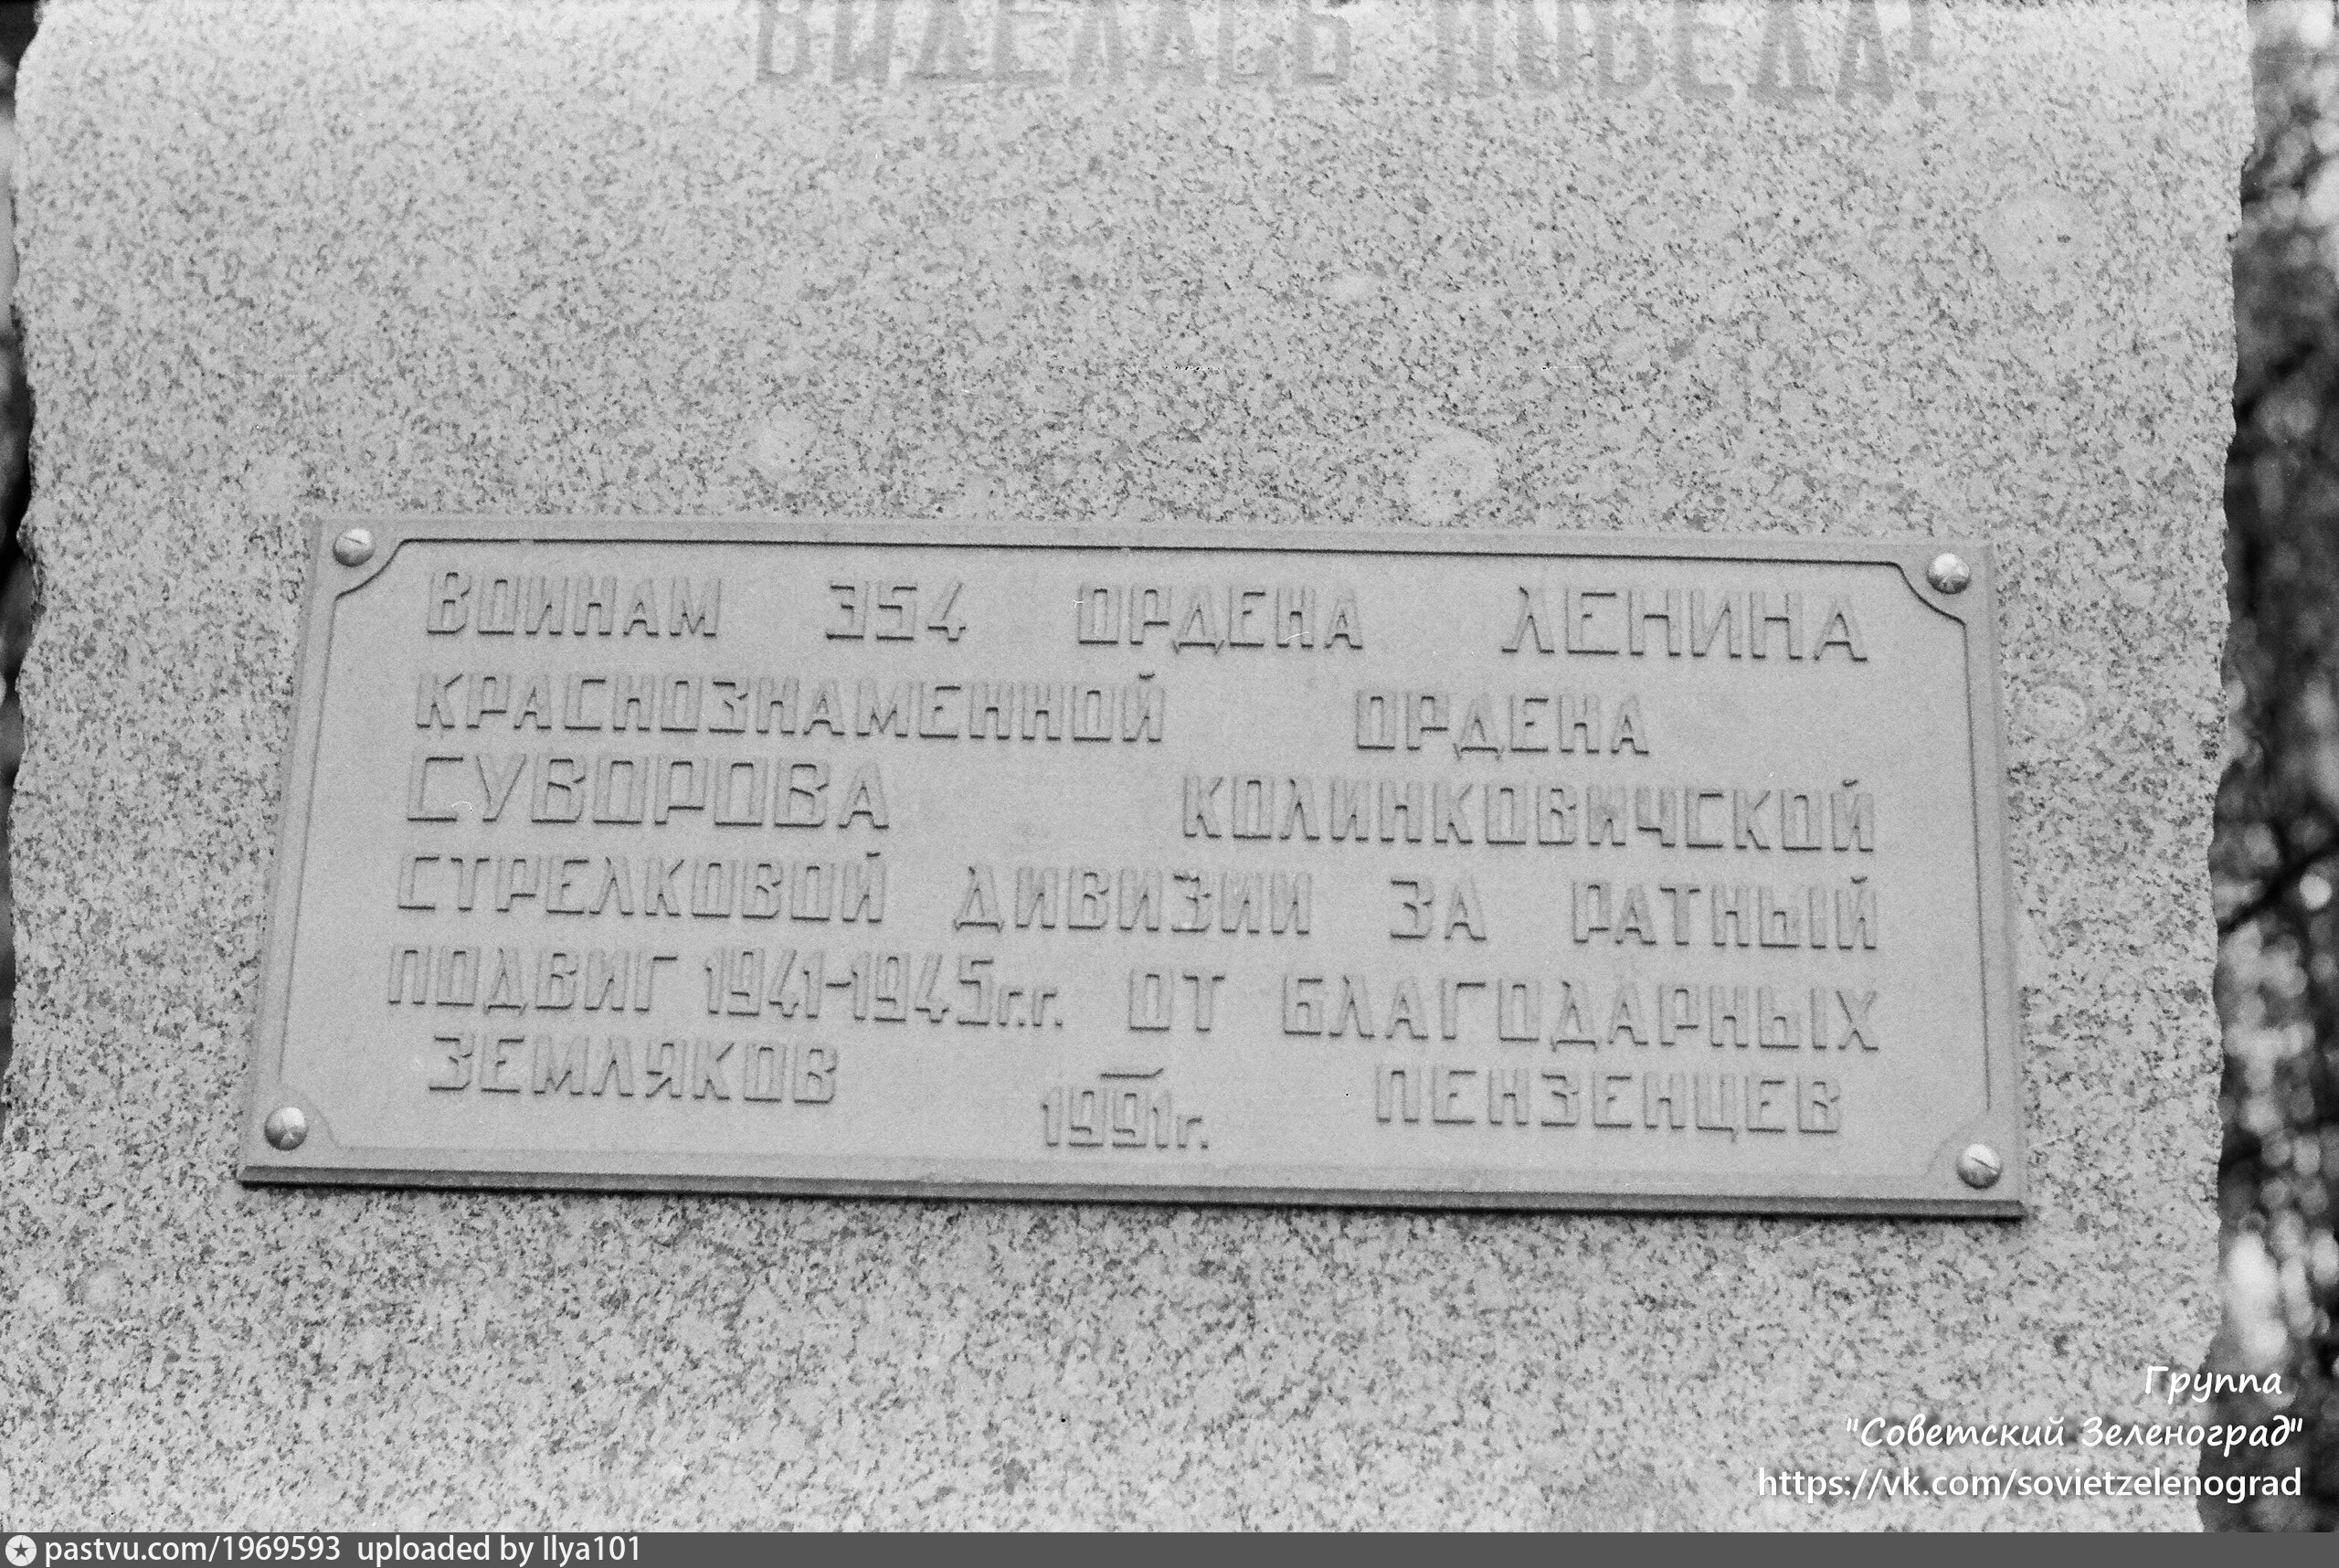 ВИДЕЛАСЬ ПОБЕДА!
ВОИНАМ 354 ОРДЕНА ЛЕНИНА
КРАСНОЗНАМЕННОЙ ОРДЕНА
СУВОРОВА КОЛИНКОВИЧСКОЙ
СТРЕЛКОВОЙ ДИВИЗИИ ЗА РАТНЫЙ
ПОДВИГ 1941-1945г.г. ОТ БЛАГОДАРНЫХ
ЗЕМЛЯКОВ ПЕНЗЕНЦЕВ
1991г.
Группа
"Советский Зеленоград"
https://vk.com/sovietzelenograd
pastvu.com/1969593 uploaded by Ilya101